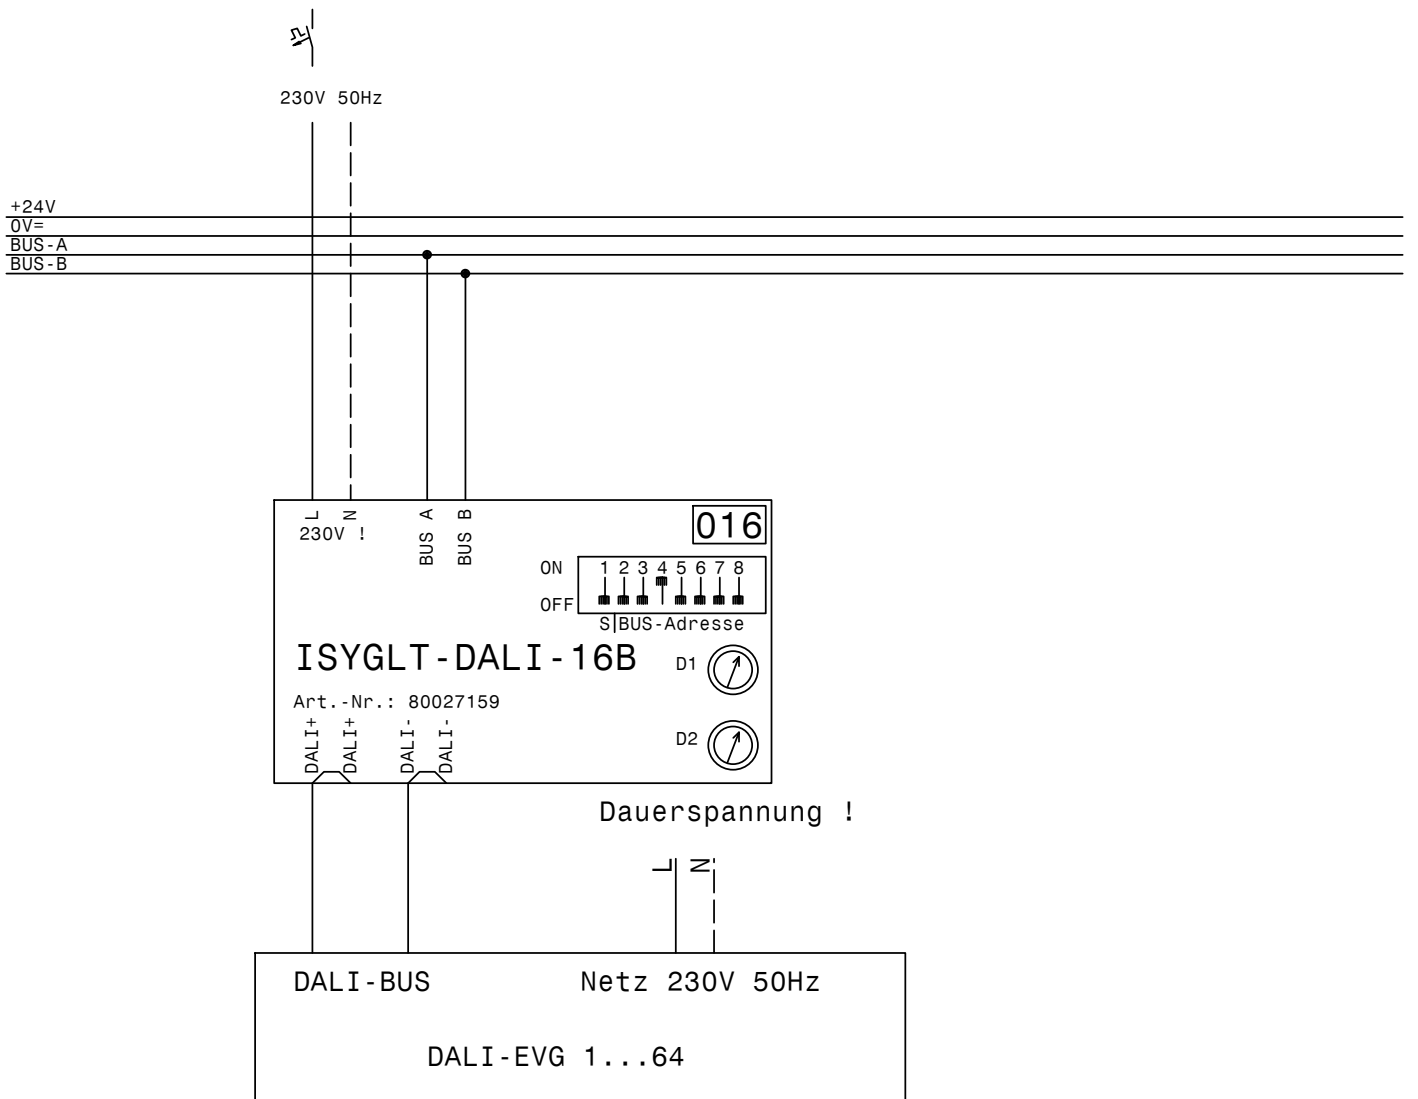 230V 50Hz
+24V
0V=
BUS-A
BUS-B
L
N
230V !
BUS A
BUS B
016
ON
1 2 3 4 5 6 7 8
OFF
S|BUS-Adresse
ISYGLT-DALI-16B
D1
Art.-Nr.: 80027159
DALI+
DALI+
DALI-
DALI-
D2
Dauerspannung !
L
N
DALI-BUS
Netz 230V 50Hz
DALI-EVG 1...64